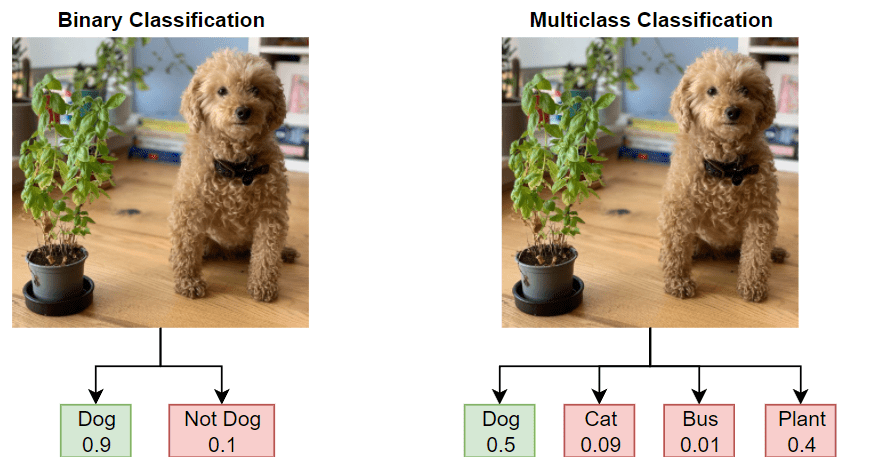 Binary Classification
Multiclass Classification
Dog
0.9
Not Dog
0.1
Dog
0.5
Cat
0.09
Bus
0.01
Plant
0.4